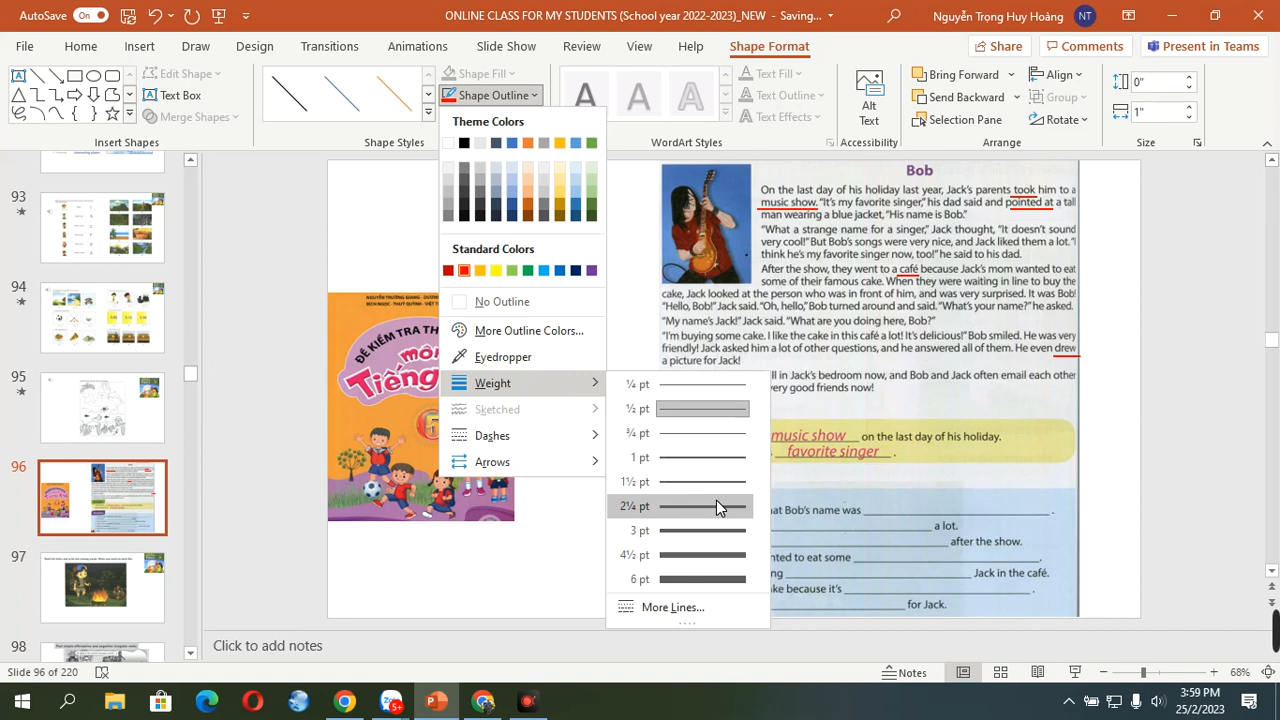 AutoSave On
ONLINE CLASS FOR MY STUDENTS (School year 2022-2023)_NEW - Saving...
Nguyễn Trọng Huy Hoàng NT
File Home Insert Draw Design Transitions Animations Slide Show Review View Help Shape Format
Share Comments Present in Teams
Edit Shape
Text Box
Merge Shapes
Insert Shapes
Shape Fill
Shape Outline
Shape Styles
A A A
Text Fill
Text Outline
Text Effects
WordArt Styles
Alt
Text
Accessibility
Bring Forward
Send Backward
Selection Pane
Align
Group
Rotate
Arrange
0"
1"
Size
Theme Colors
Standard Colors
No Outline
More Outline Colors...
Eyedropper
Weight
Sketched
Dashes
Arrows
¼ pt
½ pt
¾ pt
1 pt
1½ pt
2¼ pt
3 pt
4½ pt
6 pt
More Lines...
93
94
95
96
97
98
NGUYỄN TRƯỜNG GIANG
ĐỀ KIỂM TRA TH
môn
Tiếng
Bob
On the last day of his holiday last year, Jack's parents took him to a
music show. "It's my favorite singer," his dad said and pointed at a tall
man wearing a blue jacket, "His name is Bob."
"What a strange name for a singer," Jack thought, "It doesn't sound
very cool!" But Bob's songs were very nice, and Jack liked them a lot. "I
think he's my favorite singer now, too!" he said to his dad.
After the show, they went to a café because Jack's mom wanted to eat
some of their famous cake. When they were waiting in line to buy the
cake, Jack looked at the person who was in front of him, and was very surprised. It was Bob!
"Hello, Bob!" Jack said. "Oh, hello," Bob turned around and said. "What's your name?" he asked.
"My name's Jack!" Jack said. "What are you doing here, Bob?"
"I'm buying some cake. I like the cake in this café a lot! It's delicious!" Bob smiled. He was very
friendly! Jack asked him a lot of other questions, and he answered all of them. He even drew
a picture for Jack!
ll in Jack's bedroom now, and Bob and Jack often email each other
very good friends now!
music show on the last day of his holiday.
favorite singer .
hat Bob's name was .
a lot.
after the show.
nted to eat some .
ng Jack in the café.
ke because it's .
for Jack.
Click to add notes
Slide 96 of 220
Notes
68%
5+
3:59 PM
25/2/2023